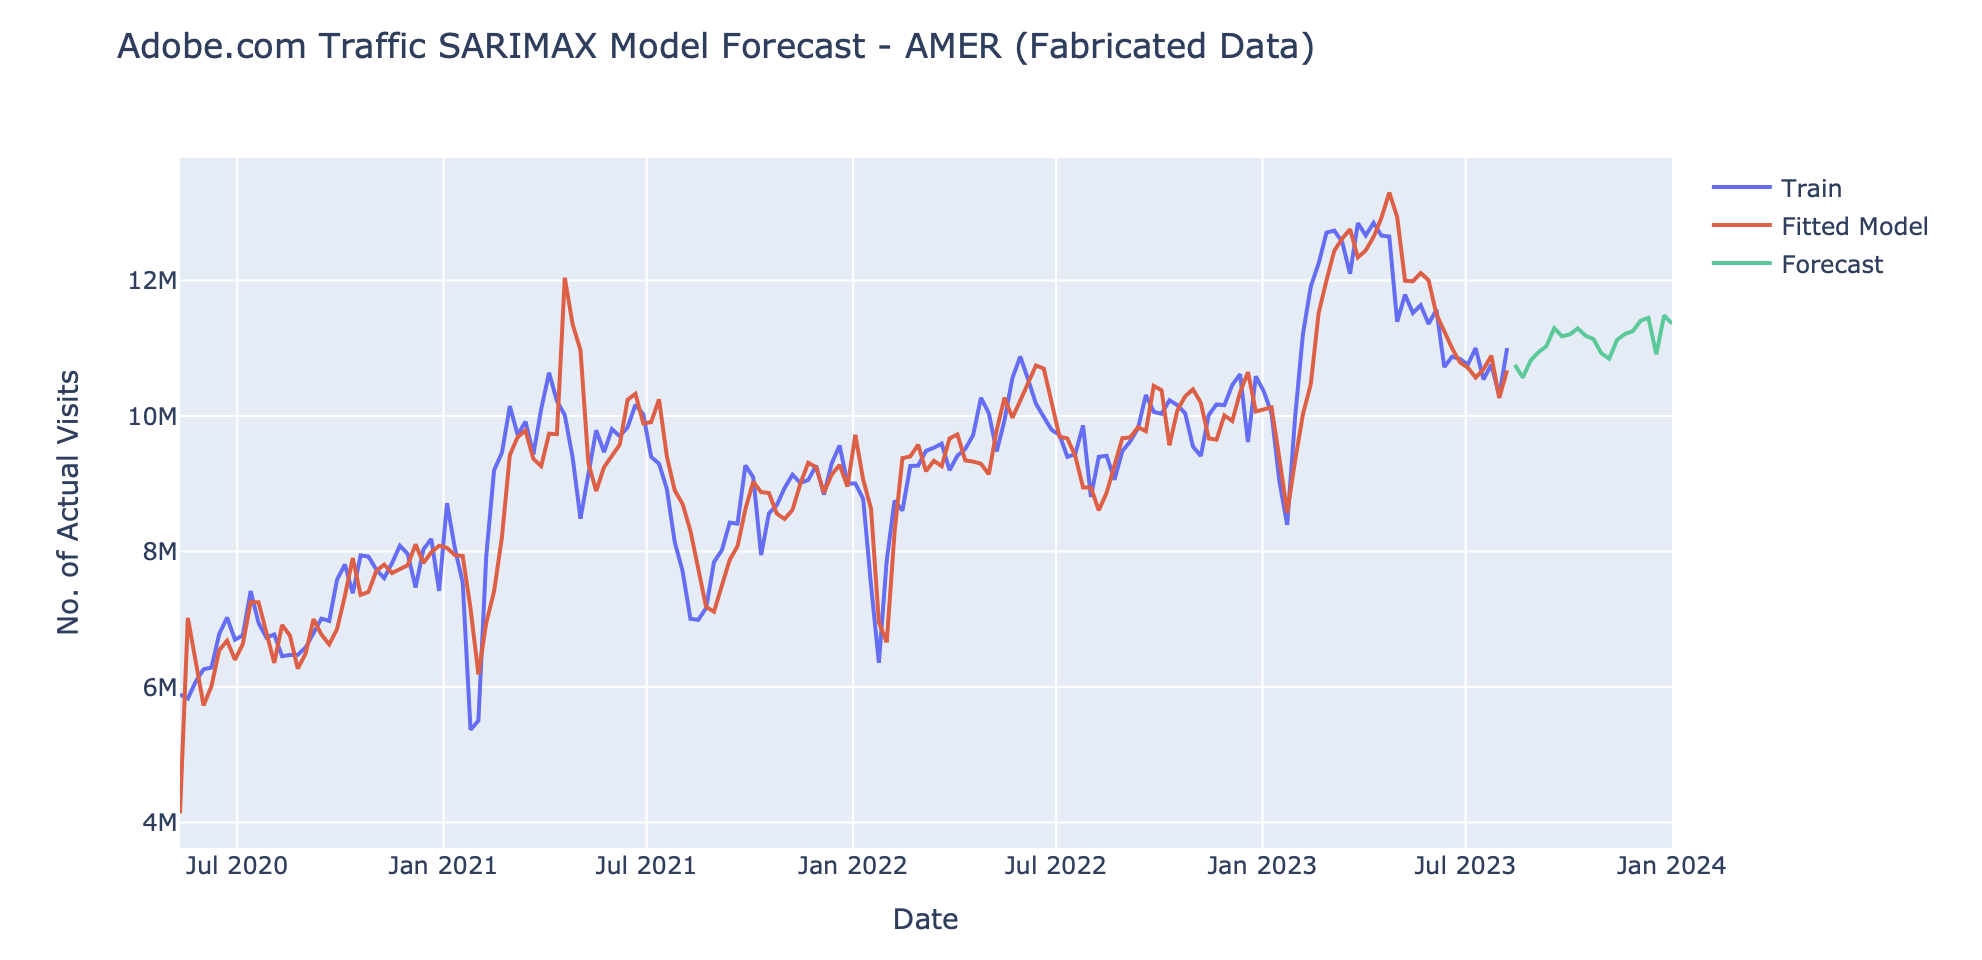 Adobe.com Traffic SARIMAX Model Forecast - AMER (Fabricated Data)
Train
Fitted Model
Forecast
No. of Actual Visits
12M
10M
8M
6M
4M
Jul 2020 Jan 2021 Jul 2021 Jan 2022 Jul 2022 Jan 2023 Jul 2023 Jan 2024
Date